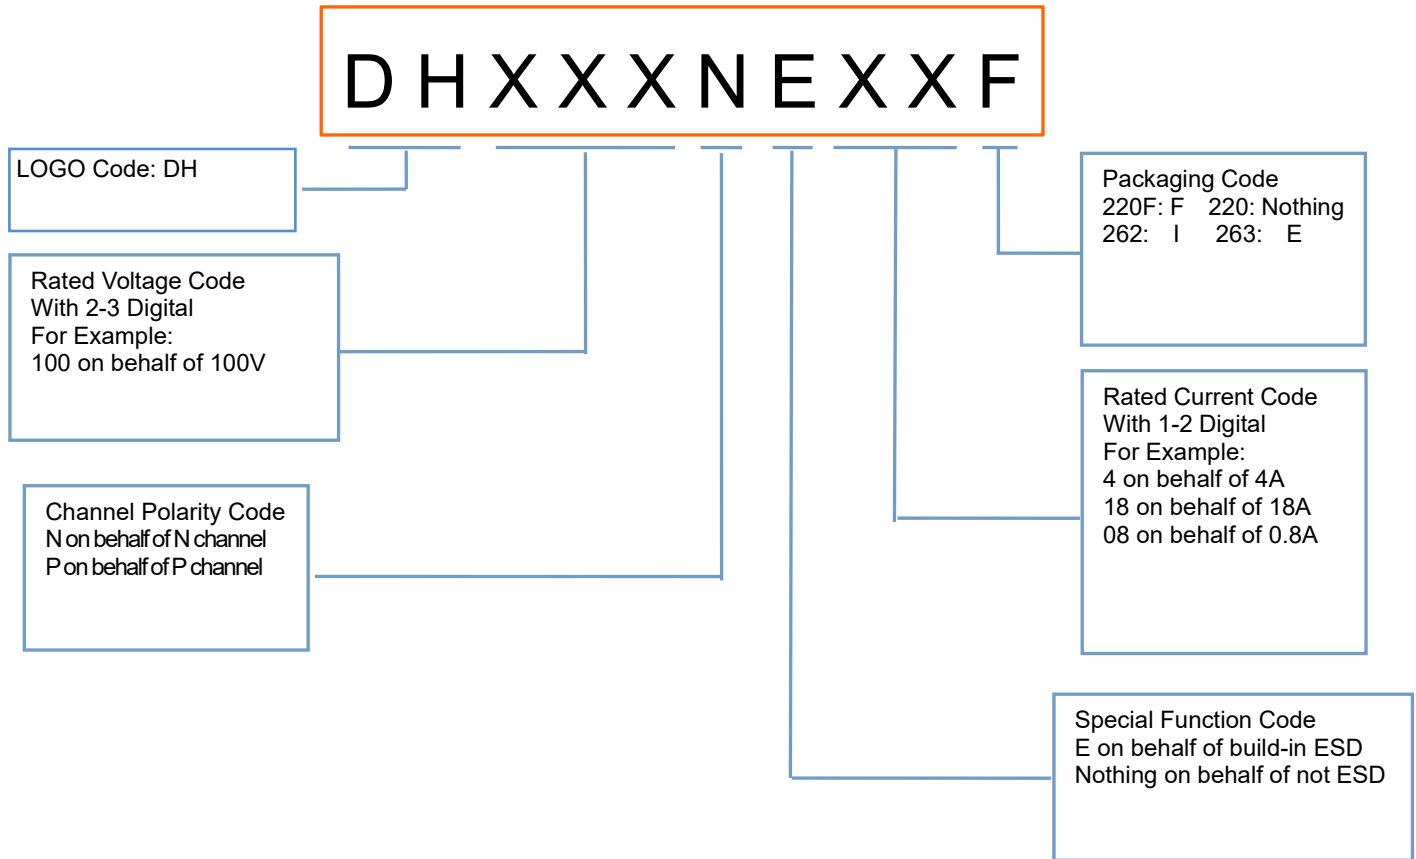 D H X X X N E X X F
LOGO Code: DH
Rated Voltage Code
With 2-3 Digital
For Example:
100 on behalf of 100V
Channel Polarity Code
N on behalf of N channel
P on behalf of P channel
Packaging Code
220F: F 220: Nothing
262: I 263: E
Rated Current Code
With 1-2 Digital
For Example:
4 on behalf of 4A
18 on behalf of 18A
08 on behalf of 0.8A
Special Function Code
E on behalf of build-in ESD
Nothing on behalf of not ESD